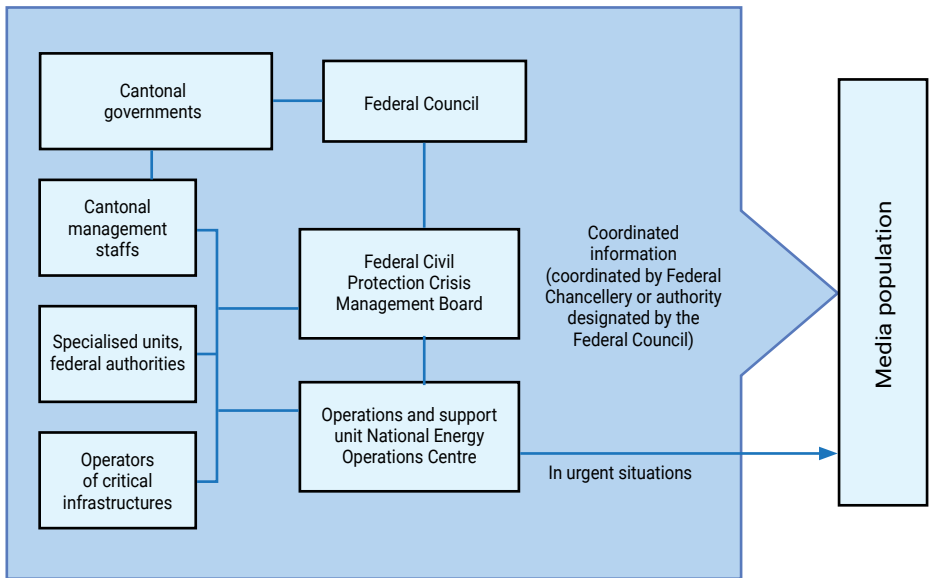 Cantonal
governments
Federal Council
Cantonal
management
staffs
Federal Civil
Protection Crisis
Management Board
Specialised units,
federal authorities
Operations and support
unit National Energy
Operations Centre
Operators
of critical
infrastructures
Coordinated
information
(coordinated by Federal
Chancellery or authority
designated by the
Federal Council)
In urgent situations
Media population